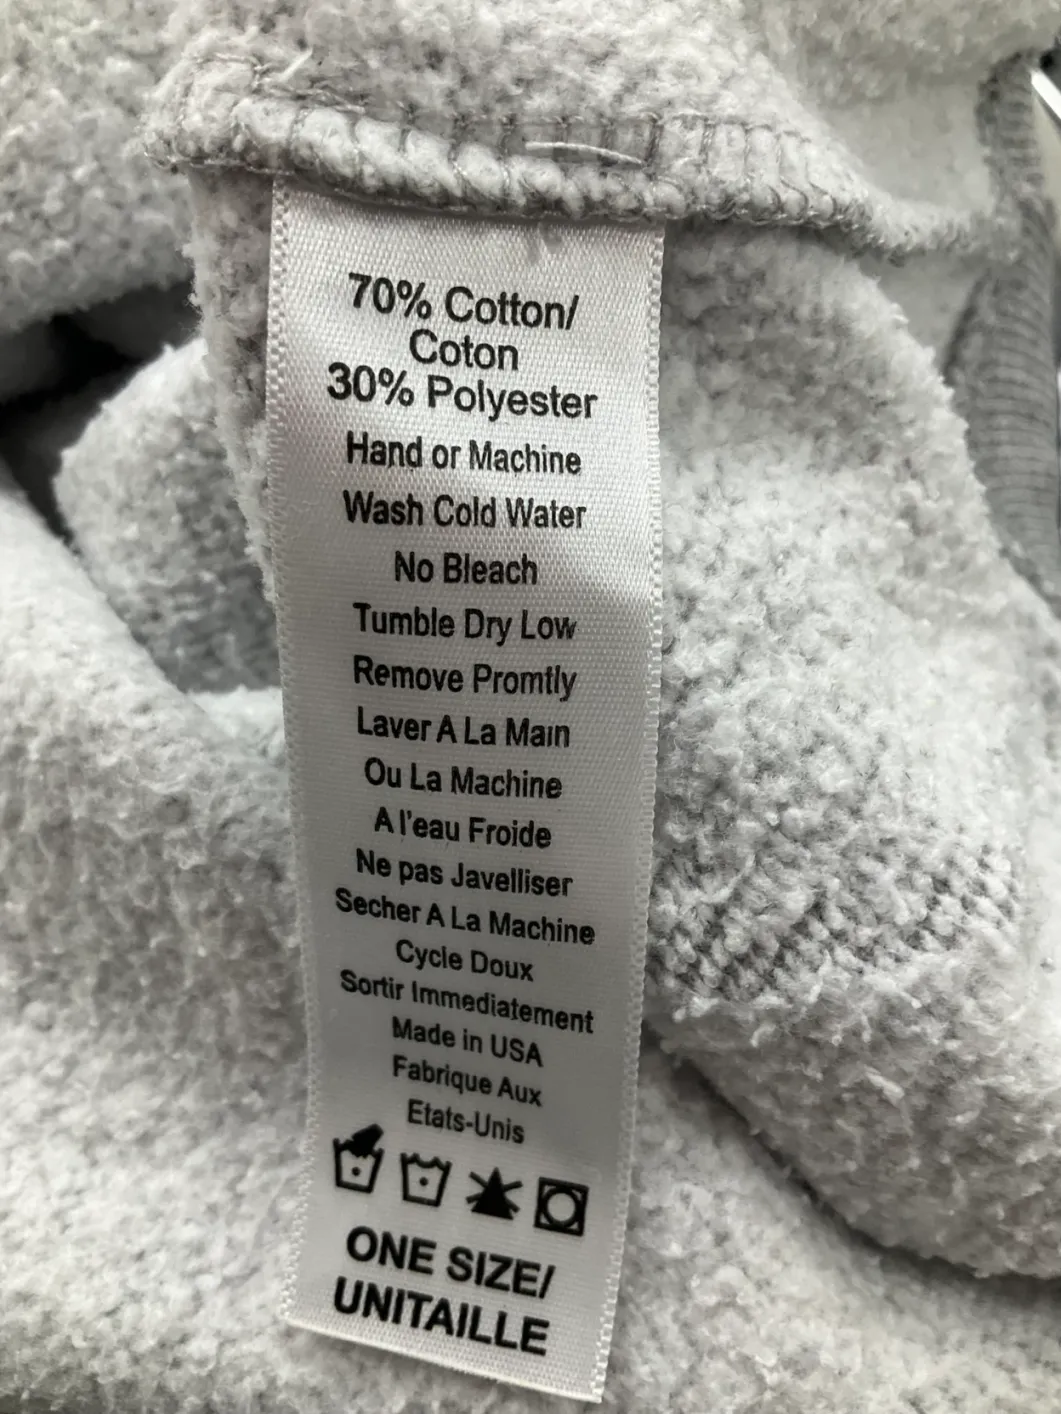 70% Cotton/
Coton
30% Polyester
Hand or Machine
Wash Cold Water
No Bleach
Tumble Dry Low
Remove Promtly
Laver A La Main
Ou La Machine
A l'eau Froide
Ne pas Javelliser
Secher A La Machine
Cycle Doux
Sortir Immediatement
Made in USA
Fabrique Aux
Etats-Unis
ONE SIZE/
UNITAILLE